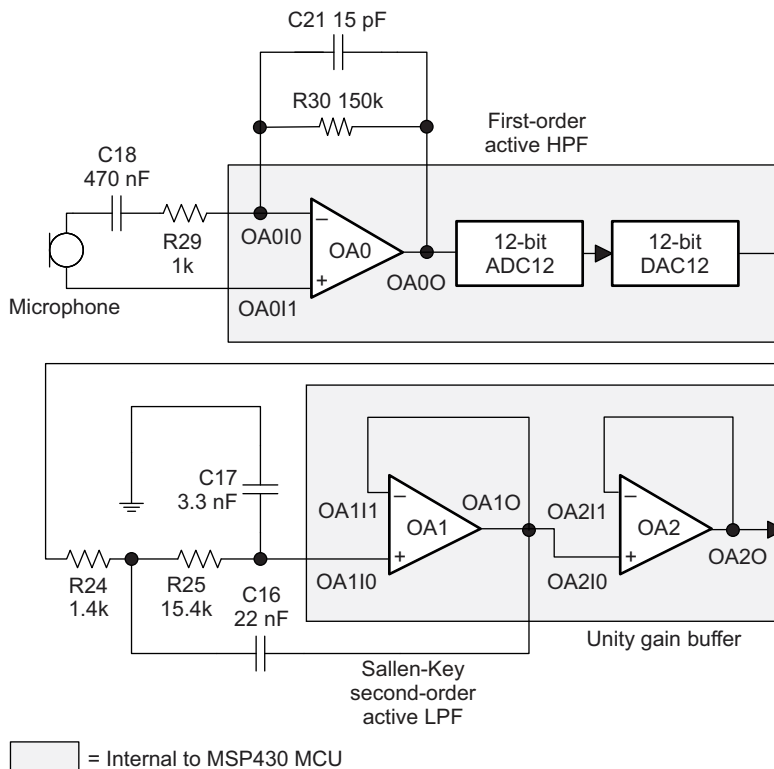 C21 15 pF
R30 150k
First-order
active HPF
C18
470 nF
R29
1k
OA0I0
−
OA0
+
OA0I1
OA0O
12-bit
ADC12
12-bit
DAC12
Microphone
C17
3.3 nF
R24
1.4k
R25
15.4k
C16
22 nF
OA1I1
−
OA1
+
OA1I0
OA1O
OA2I1
−
OA2
+
OA2I0
OA2O
Unity gain buffer
Sallen-Key
second-order
active LPF
= Internal to MSP430 MCU